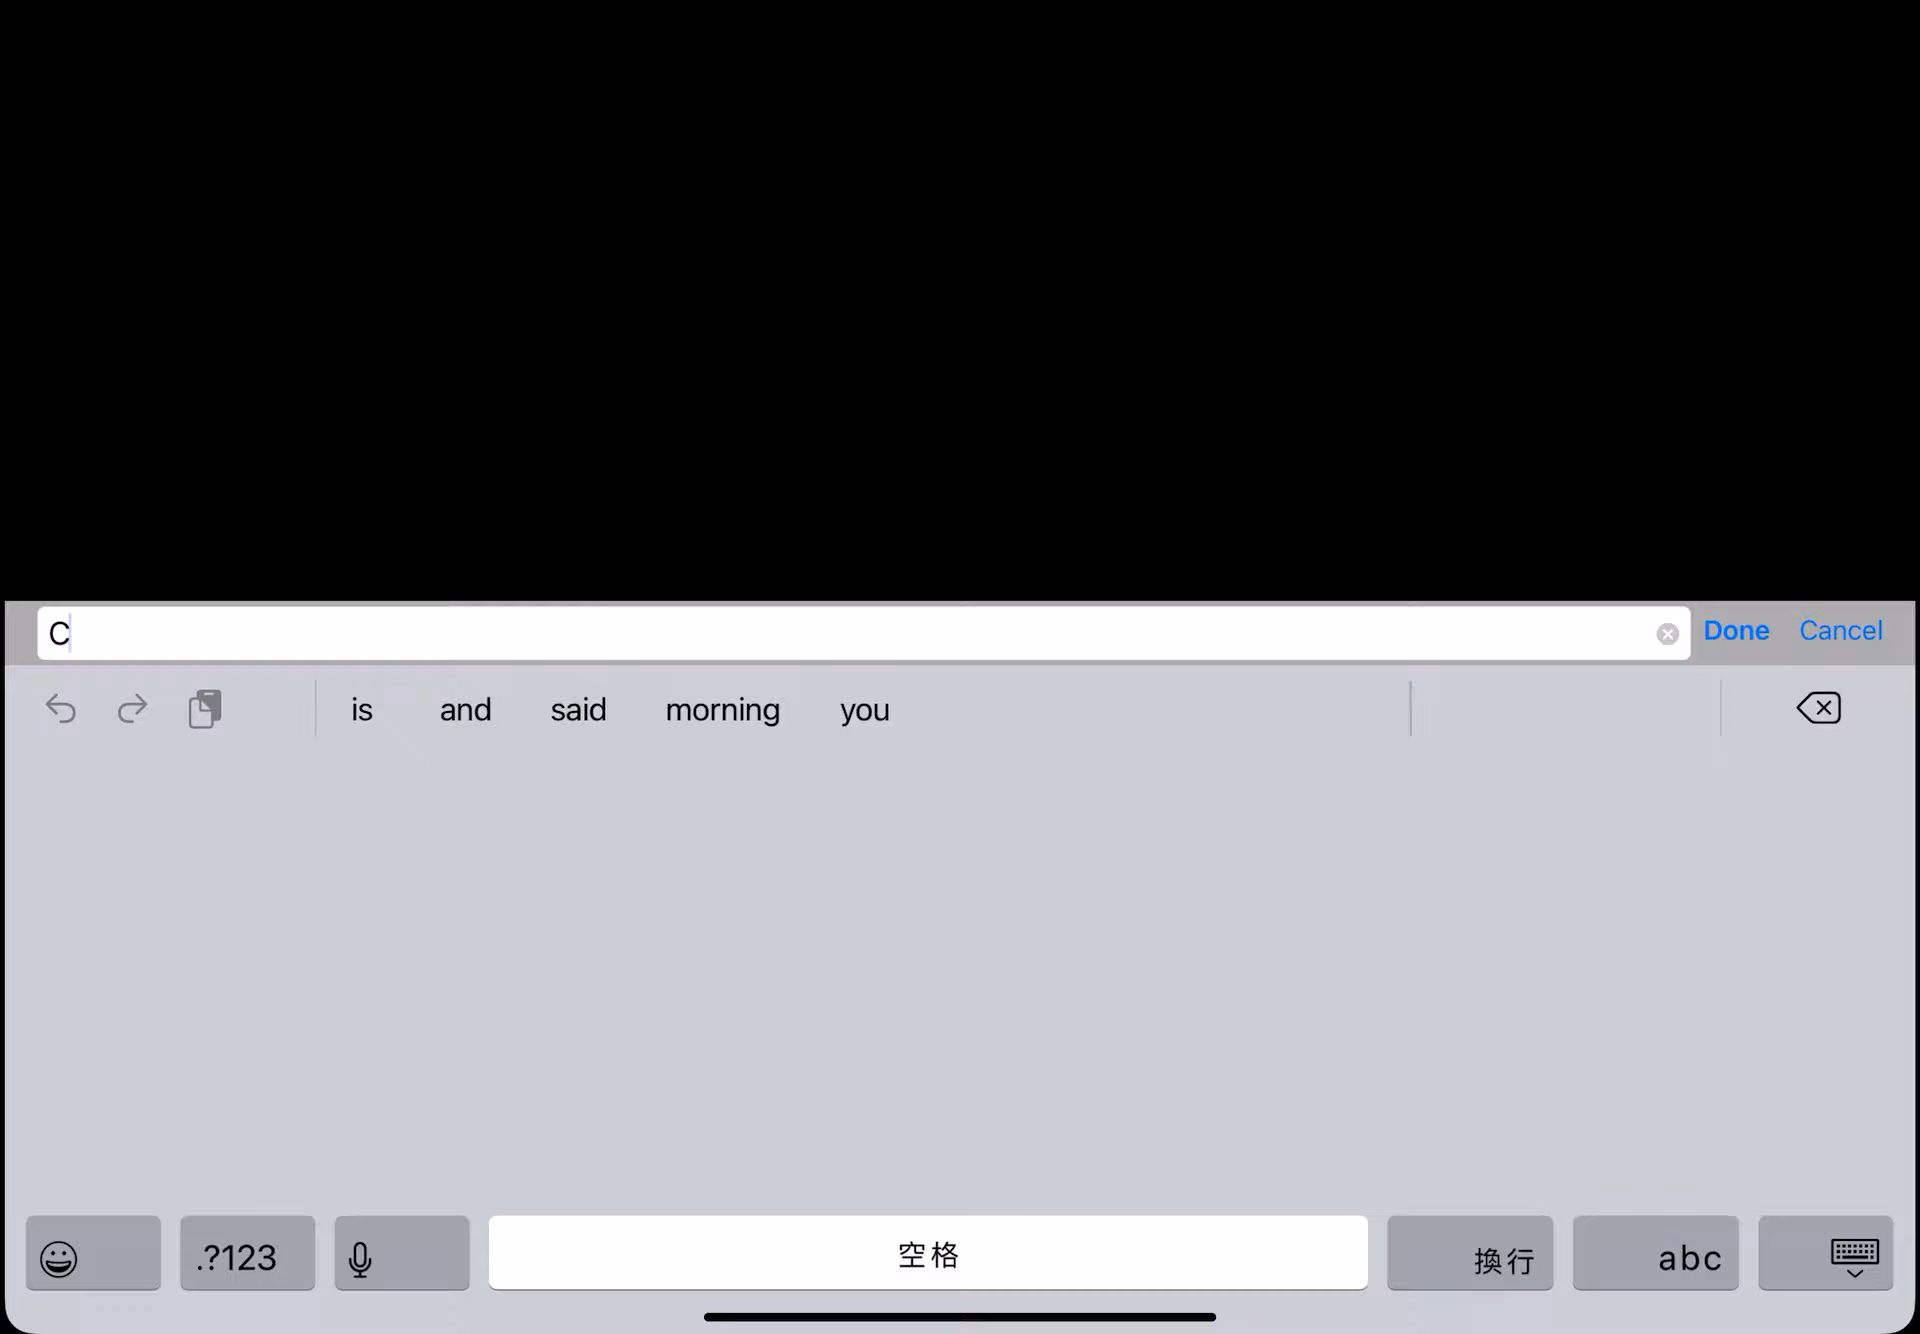 C
Done Cancel
is and said morning you
.?123 空格 換行 abc